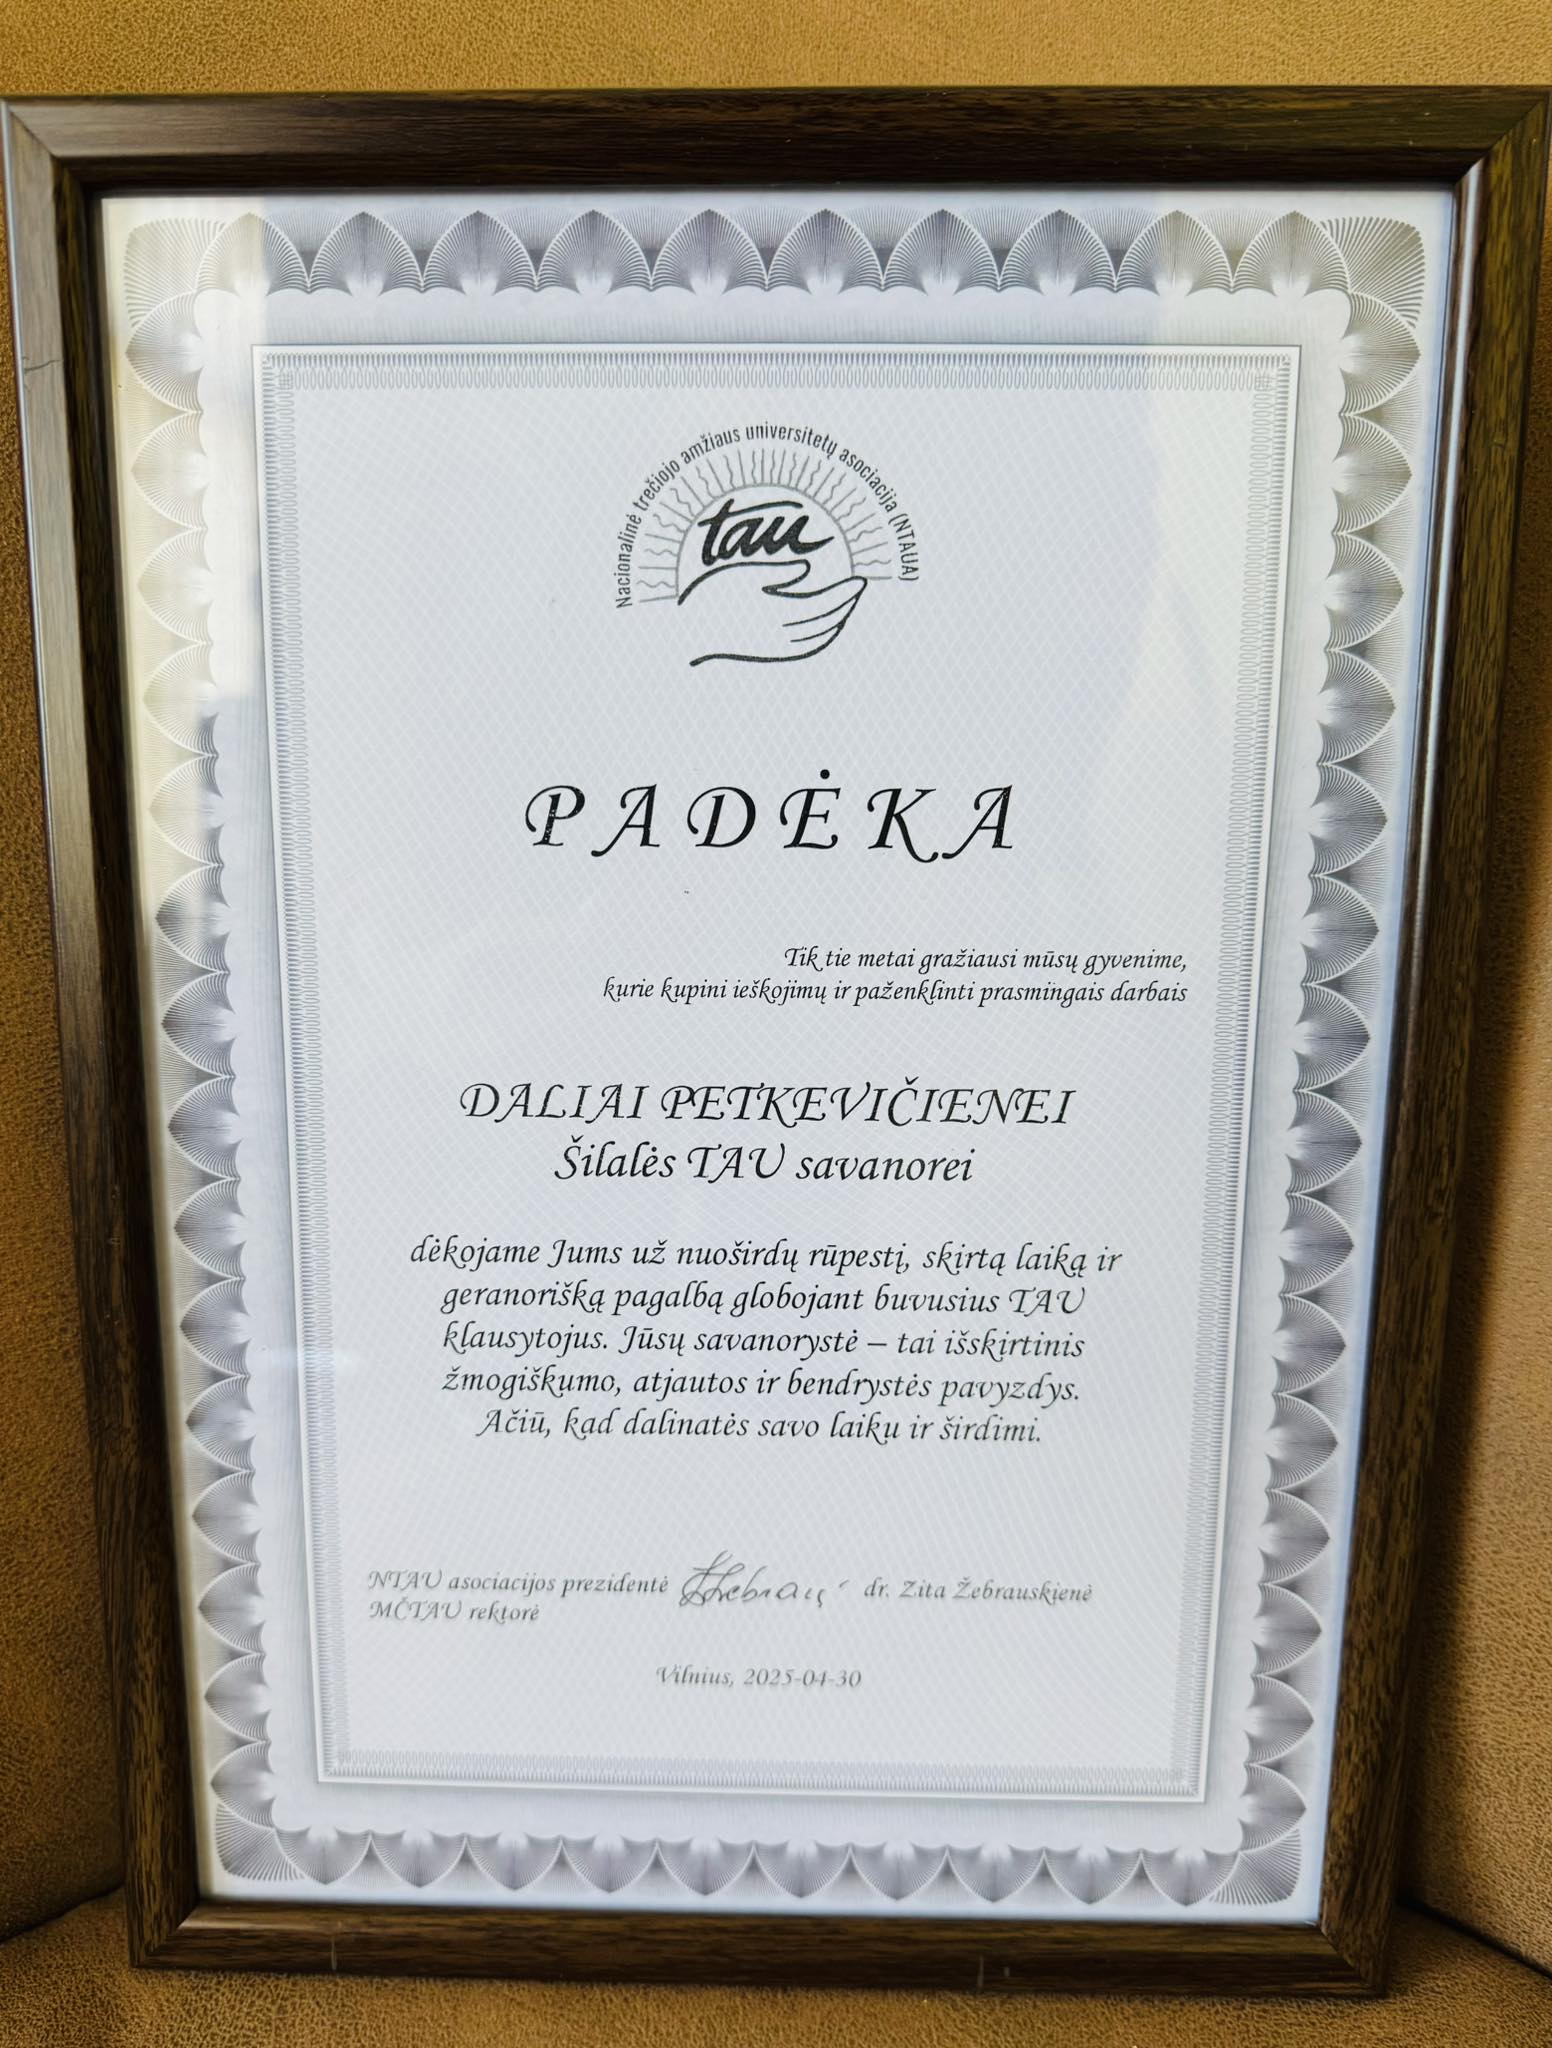 Nacionalinė trečiojo amžiaus universitetų asociacija (NTAUA)
tau
PADĖKA
Tik tie metai gražiausi mūsų gyvenime,
kurie kupini ieškojimų ir paženklinti prasmingais darbais
DALIAI PETKEVIČIENEI
Šilalės TAU savanorei
dėkojame Jums už nuoširdų rūpestį, skirtą laiką ir
geranorišką pagalbą globojant buvusius TAU
klausytojus. Jūsų savanorystė – tai išskirtinis
žmogiškumo, atjautos ir bendrystės pavyzdys.
Ačiū, kad dalinatės savo laiku ir širdimi.
NTAU asociacijos prezidentė dr. Zita Žebrauskienė
MČTAU rektorė
Vilnius, 2025-04-30